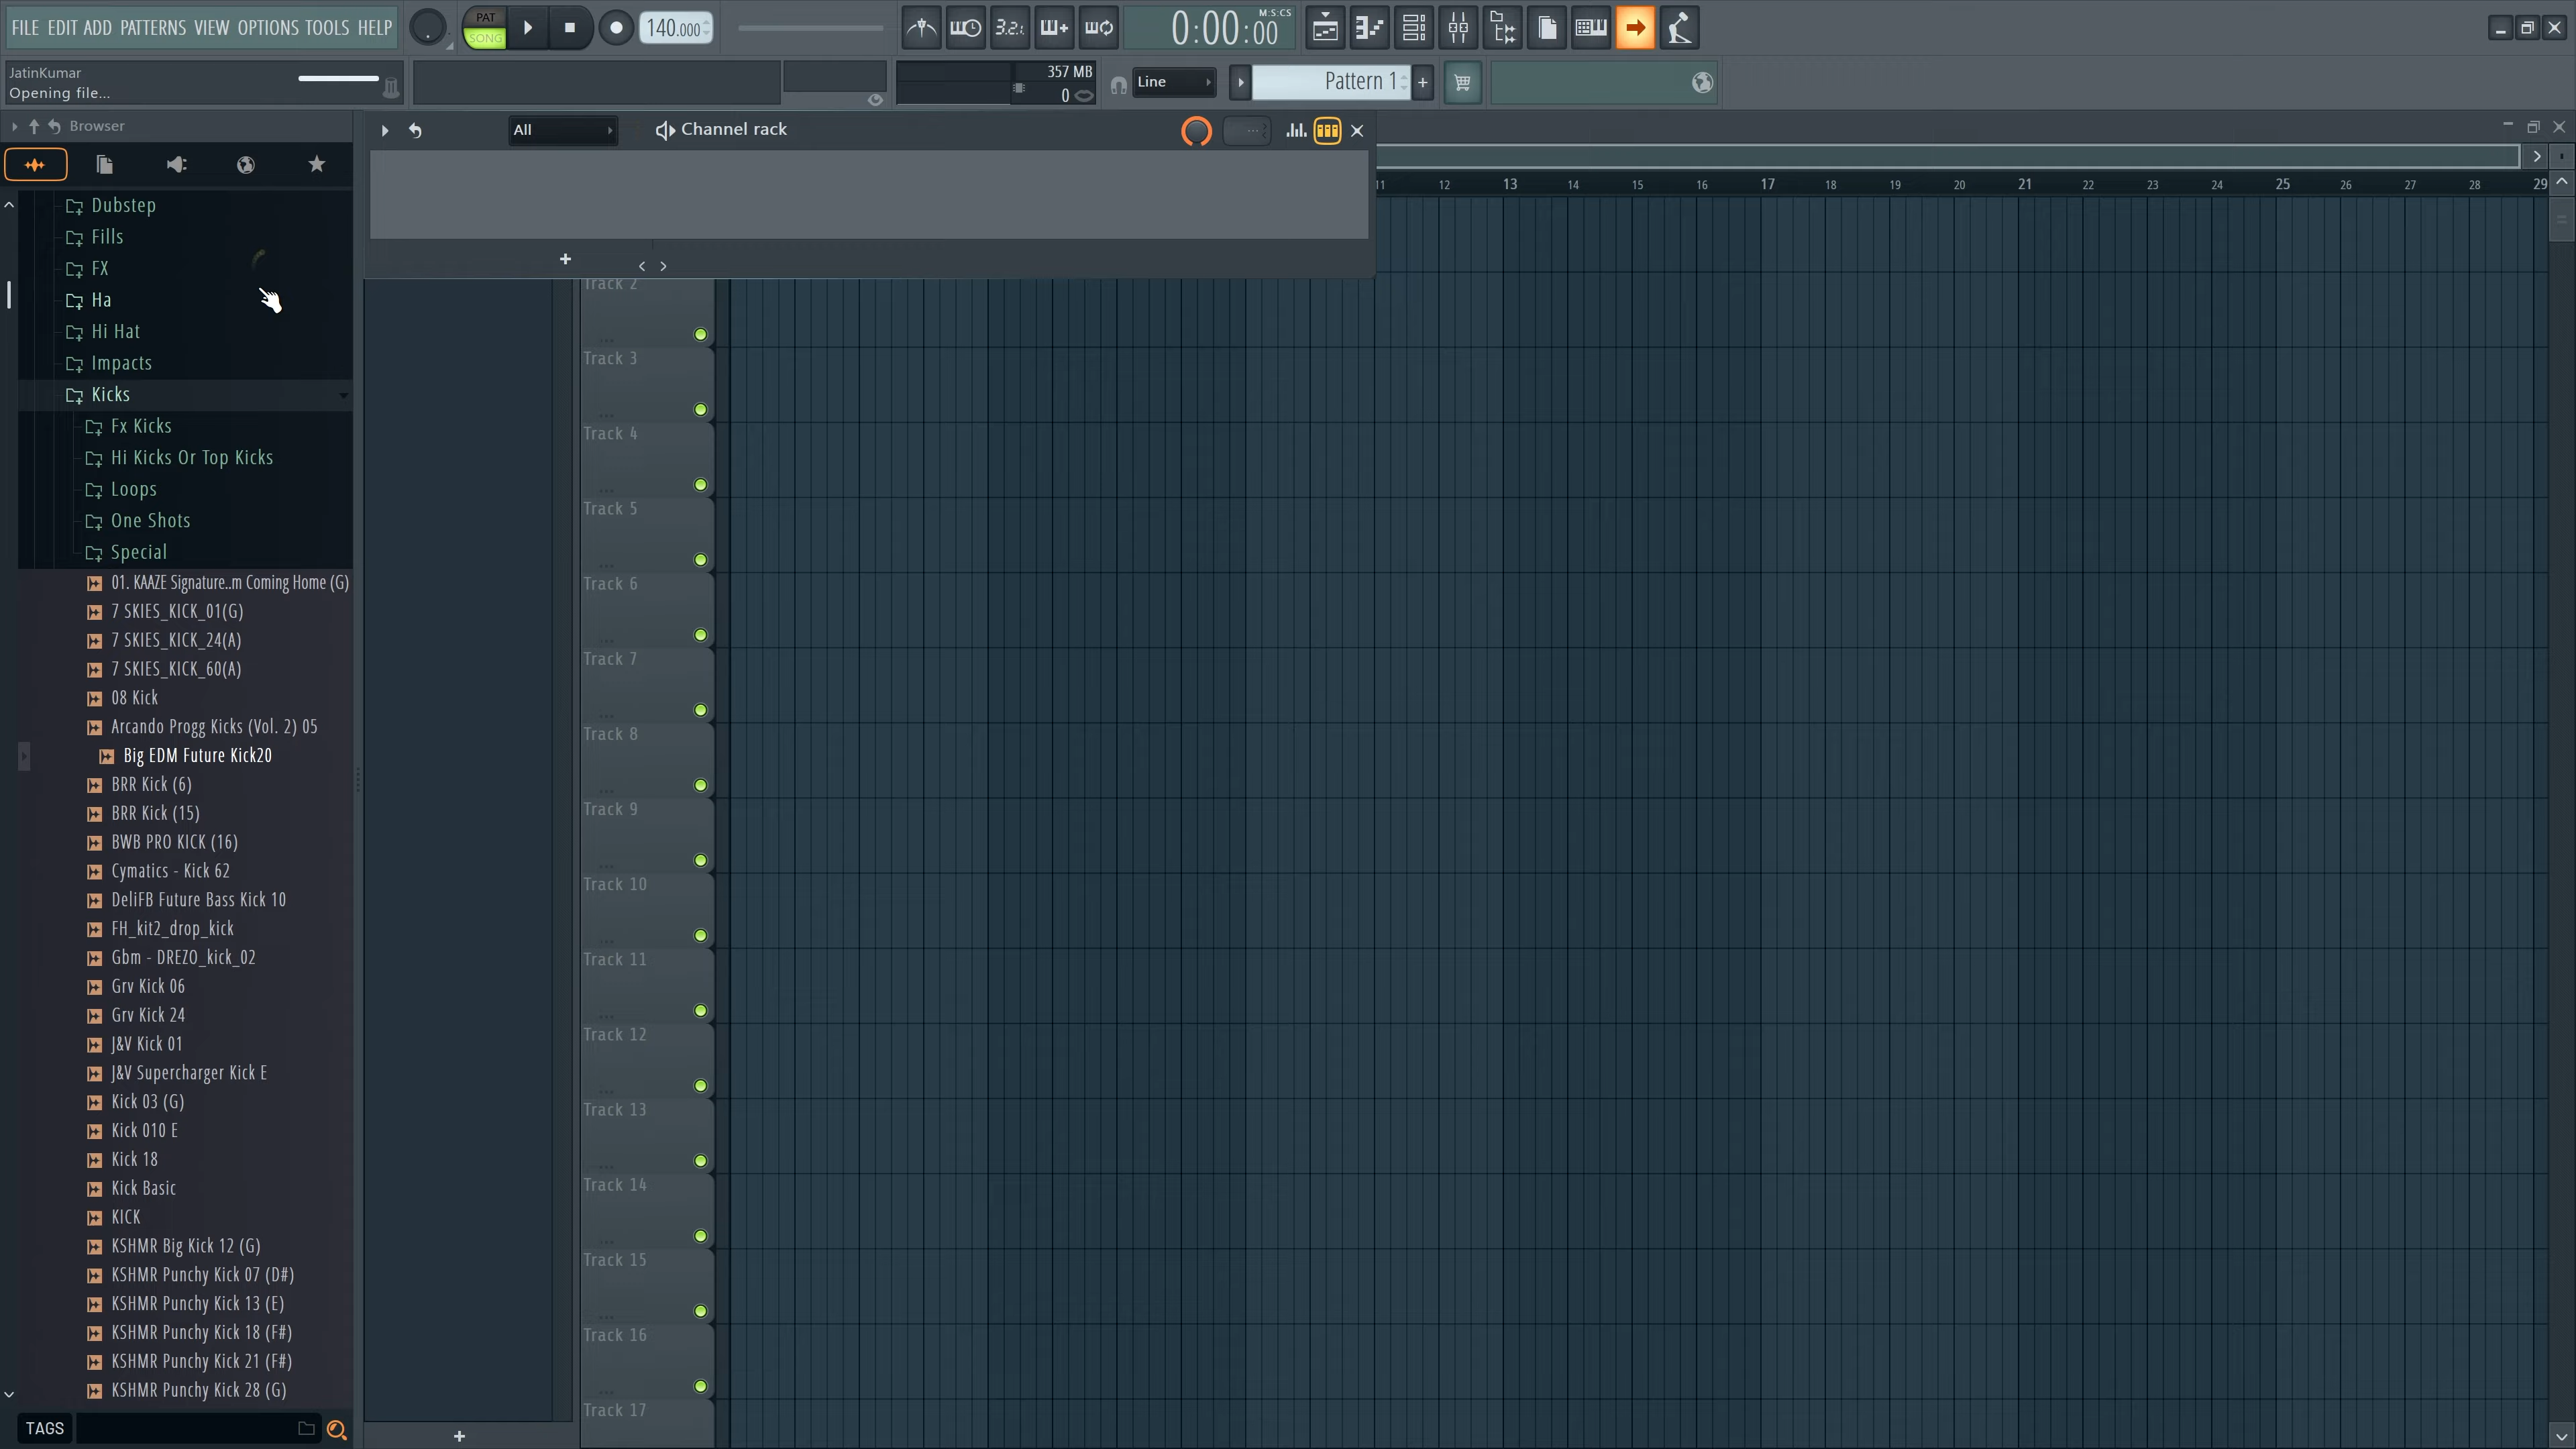 FILE EDIT ADD PATTERNS VIEW OPTIONS TOOLS HELP
PAT
SONG
140.000
3.2.
0:00:00
M:S:CS
JatinKumar
Opening file...
357 MB
0
Line
Pattern 1
Browser
All
Channel rack
11 12 13 14 15 16 17 18 19 20 21 22 23 24 25 26 27 28 29
Dubstep
Fills
FX
Ha
Hi Hat
Impacts
Kicks
Fx Kicks
Hi Kicks Or Top Kicks
Loops
One Shots
Special
01. KAAZE Signature..m Coming Home (G)
7 SKIES_KICK_01(G)
7 SKIES_KICK_24(A)
7 SKIES_KICK_60(A)
08 Kick
Arcando Progg Kicks (Vol. 2) 05
Big EDM Future Kick20
BRR Kick (6)
BRR Kick (15)
BWB PRO KICK (16)
Cymatics - Kick 62
DeliFB Future Bass Kick 10
FH_kit2_drop_kick
Gbm - DREZO_kick_02
Grv Kick 06
Grv Kick 24
J&V Kick 01
J&V Supercharger Kick E
Kick 03 (G)
Kick 010 E
Kick 18
Kick Basic
KICK
KSHMR Big Kick 12 (G)
KSHMR Punchy Kick 07 (D#)
KSHMR Punchy Kick 13 (E)
KSHMR Punchy Kick 18 (F#)
KSHMR Punchy Kick 21 (F#)
KSHMR Punchy Kick 28 (G)
TAGS
Track 2
Track 3
Track 4
Track 5
Track 6
Track 7
Track 8
Track 9
Track 10
Track 11
Track 12
Track 13
Track 14
Track 15
Track 16
Track 17